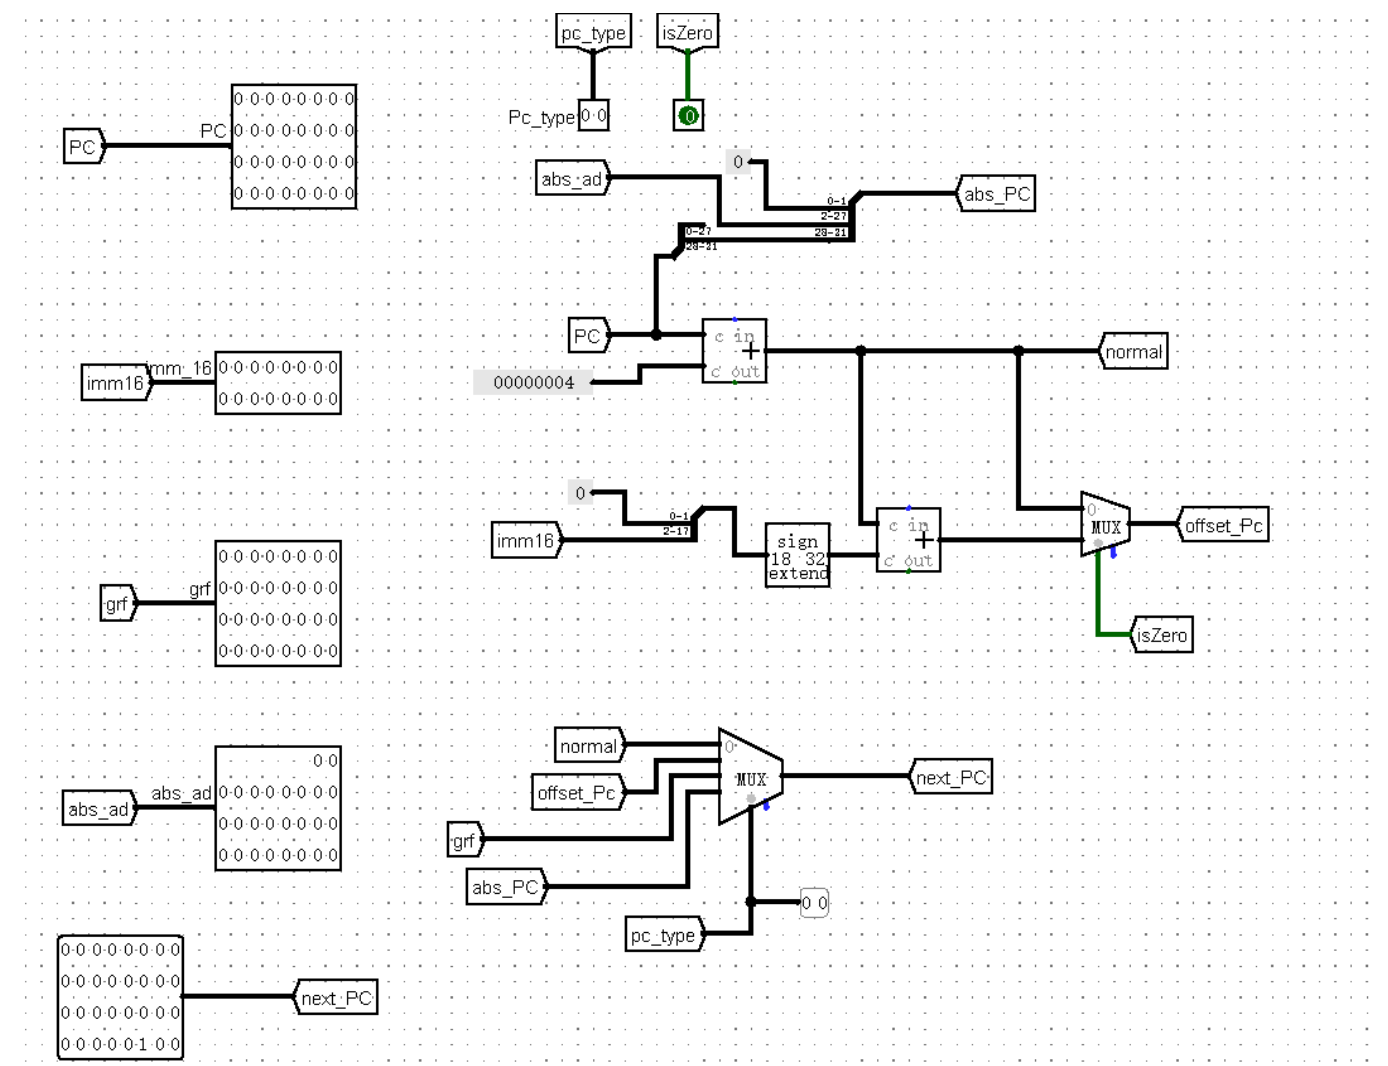 pc_type
isZero
Pc_type
0 0
0
PC
PC
0 0 0 0 0 0 0 0
0 0 0 0 0 0 0 0
0 0 0 0 0 0 0 0
0 0 0 0 0 0 0 0
abs_ad
0
0-1
2-27
28-31
abs_PC
0-27
28-31
PC
c in
+
c out
00000004
normal
imm16
imm_16
0 0 0 0 0 0 0 0
0 0 0 0 0 0 0 0
0
imm16
0-1
2-17
sign
18 32
extend
c in
+
c out
0
MUX
offset_Pc
isZero
grf
grf
0 0 0 0 0 0 0 0
0 0 0 0 0 0 0 0
0 0 0 0 0 0 0 0
0 0 0 0 0 0 0 0
abs_ad
abs_ad
0 0
0 0 0 0 0 0 0 0
0 0 0 0 0 0 0 0
0 0 0 0 0 0 0 0
normal
offset_Pc
grf
abs_PC
pc_type
0
MUX
0 0
next_PC
0 0 0 0 0 0 0 0
0 0 0 0 0 0 0 0
0 0 0 0 0 0 0 0
0 0 0 0 0 1 0 0
next_PC